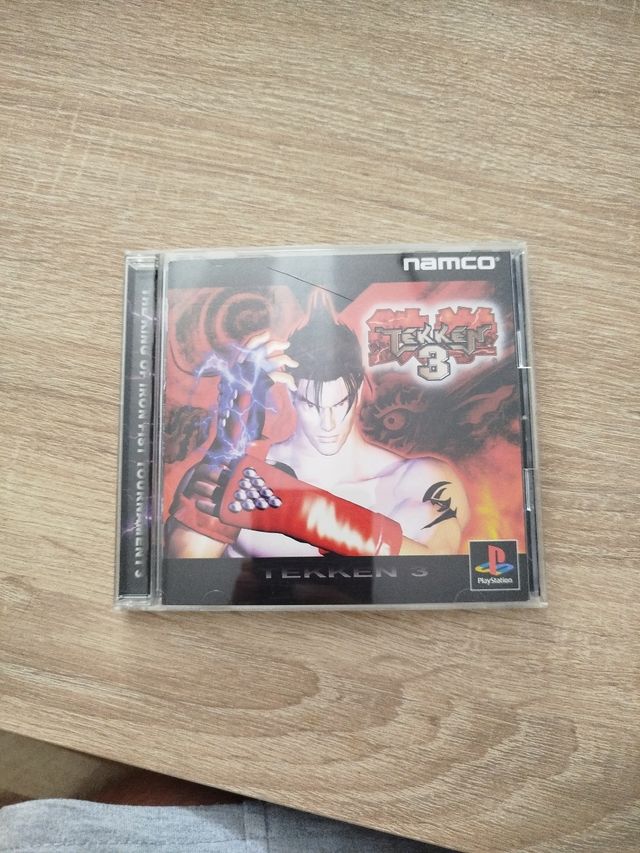 THE KING OF IRON FIST TOURNAMENT 3
namco®
TEKKEN
3
TEKKEN 3
PlayStation